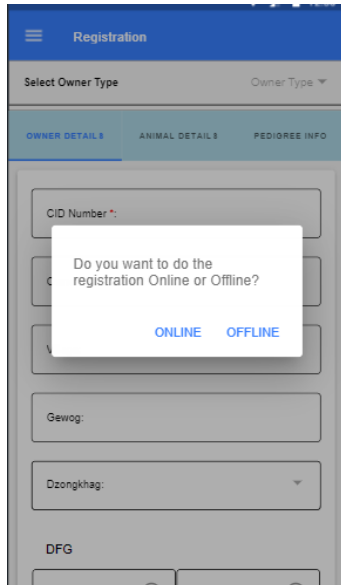 Registration
Select Owner Type Owner Type
OWNER DETAILS ANIMAL DETAILS PEDIGREE INFO
CID Number *:
Do you want to do the
registration Online or Offline?
ONLINE OFFLINE
Gewog:
Dzongkhag:
DFG